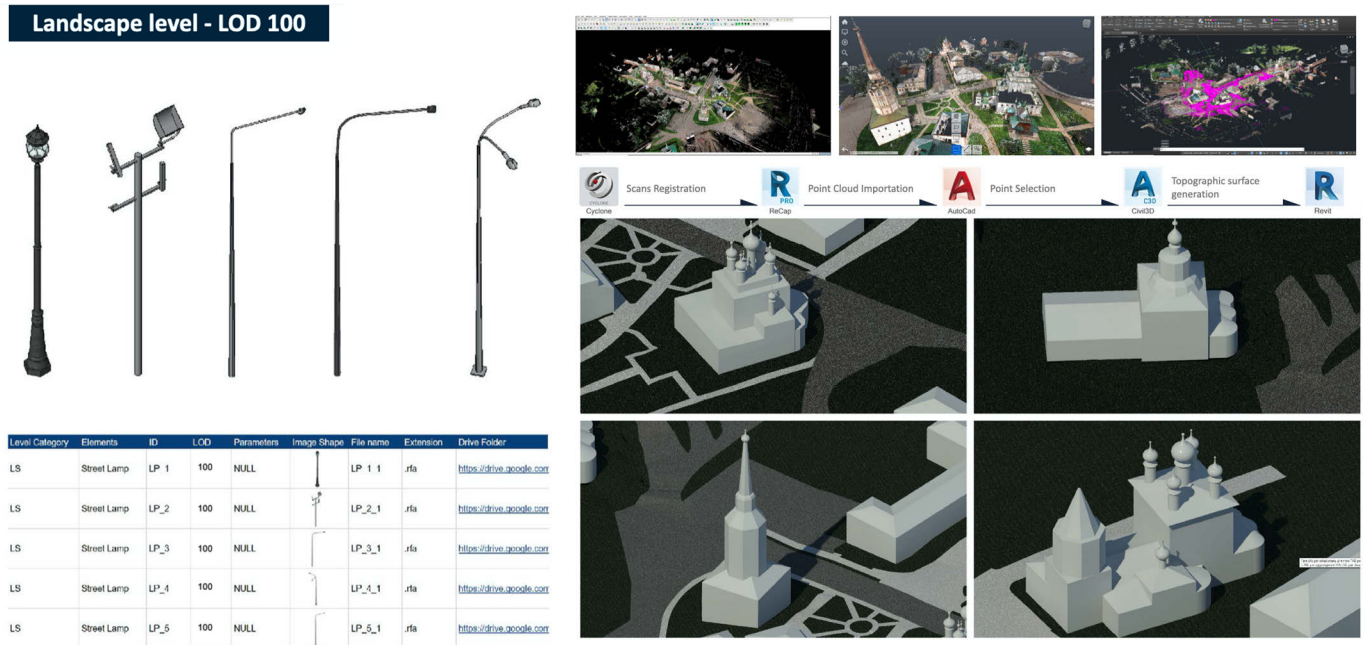 Landscape level - LOD 100
CYCLONE
Cyclone
Scans Registration
PRO
ReCap
Point Cloud Importation
AutoCad
Point Selection
C3D
Civil3D
Topographic surface
generation
Revit
Level Category Elements ID LOD Parameters Image Shape File name Extension Drive Folder
LS Street Lamp LP_1 100 NULL LP_1_1 .rfa https://drive.google.com
LS Street Lamp LP_2 100 NULL LP_2_1 .rfa https://drive.google.com
LS Street Lamp LP_3 100 NULL LP_3_1 .rfa https://drive.google.com
LS Street Lamp LP_4 100 NULL LP_4_1 .rfa https://drive.google.com
LS Street Lamp LP_5 100 NULL LP_5_1 .rfa https://drive.google.com